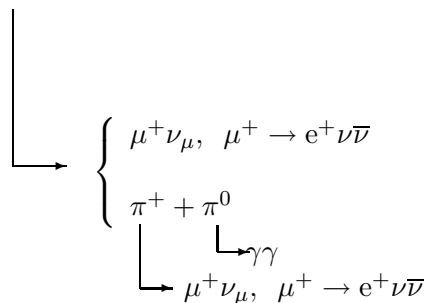 μ⁺ν_μ, μ⁺ → e⁺νν̅
π⁺ + π⁰
γγ
μ⁺ν_μ, μ⁺ → e⁺νν̅